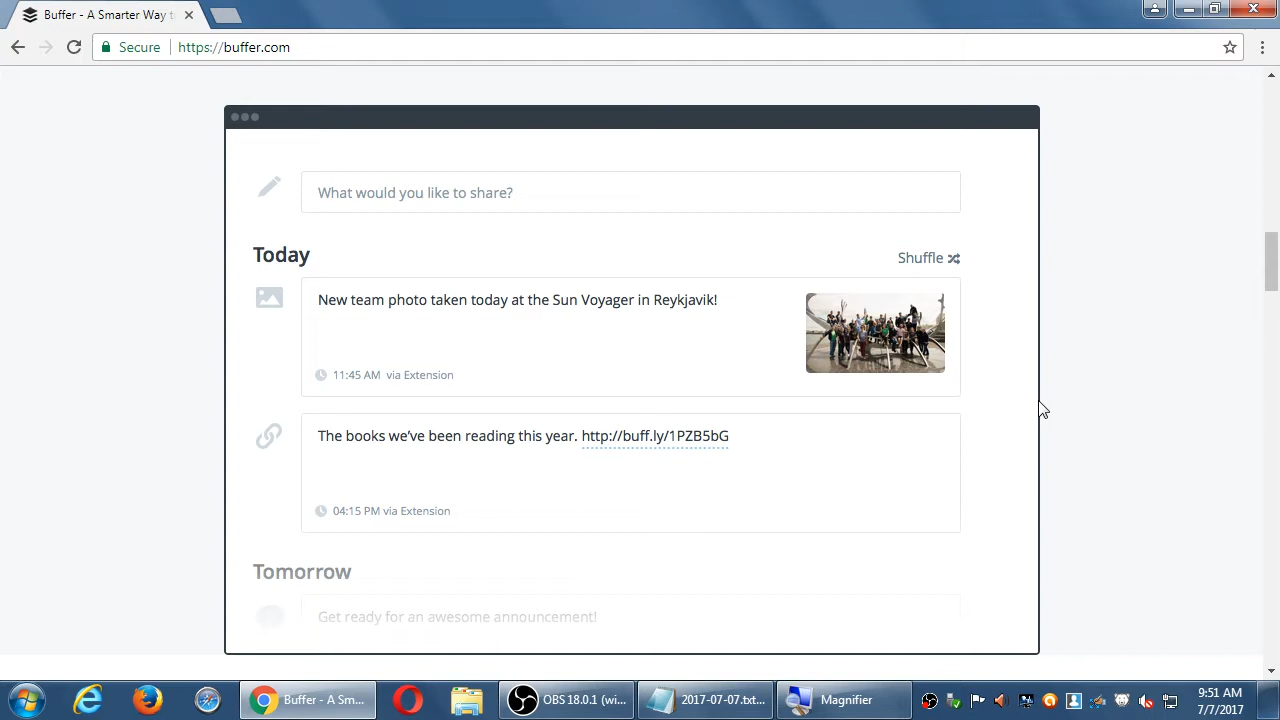 Buffer - A Smarter Way t
Secure
https://buffer.com
What would you like to share?
Today
Shuffle
New team photo taken today at the Sun Voyager in Reykjavik!
11:45 AM via Extension
The books we’ve been reading this year. http://buff.ly/1PZB5bG
04:15 PM via Extension
Tomorrow
Get ready for an awesome announcement!
Buffer - A Sm...
OBS 18.0.1 (wi...
2017-07-07.txt...
Magnifier
9:51 AM
7/7/2017